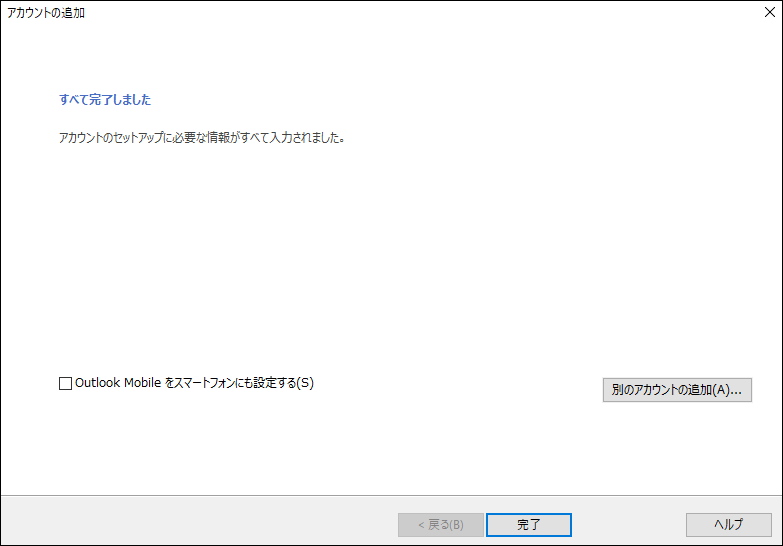 アカウントの追加
すべて完了しました
アカウントのセットアップに必要な情報がすべて入力されました。
Outlook Mobile をスマートフォンにも設定する(S)
別のアカウントの追加(A)...
< 戻る(B)
完了
ヘルプ